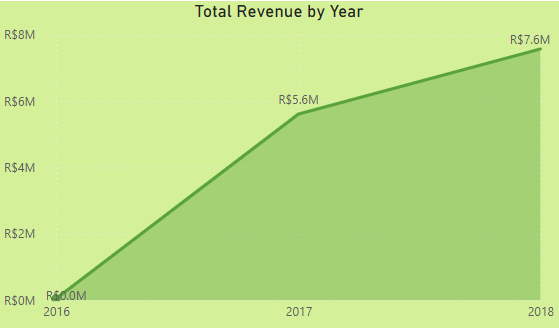 Total Revenue by Year
R$8M
R$7.6M
R$6M
R$5.6M
R$4M
R$2M
R$0M
R$0.0M
2016
2017
2018